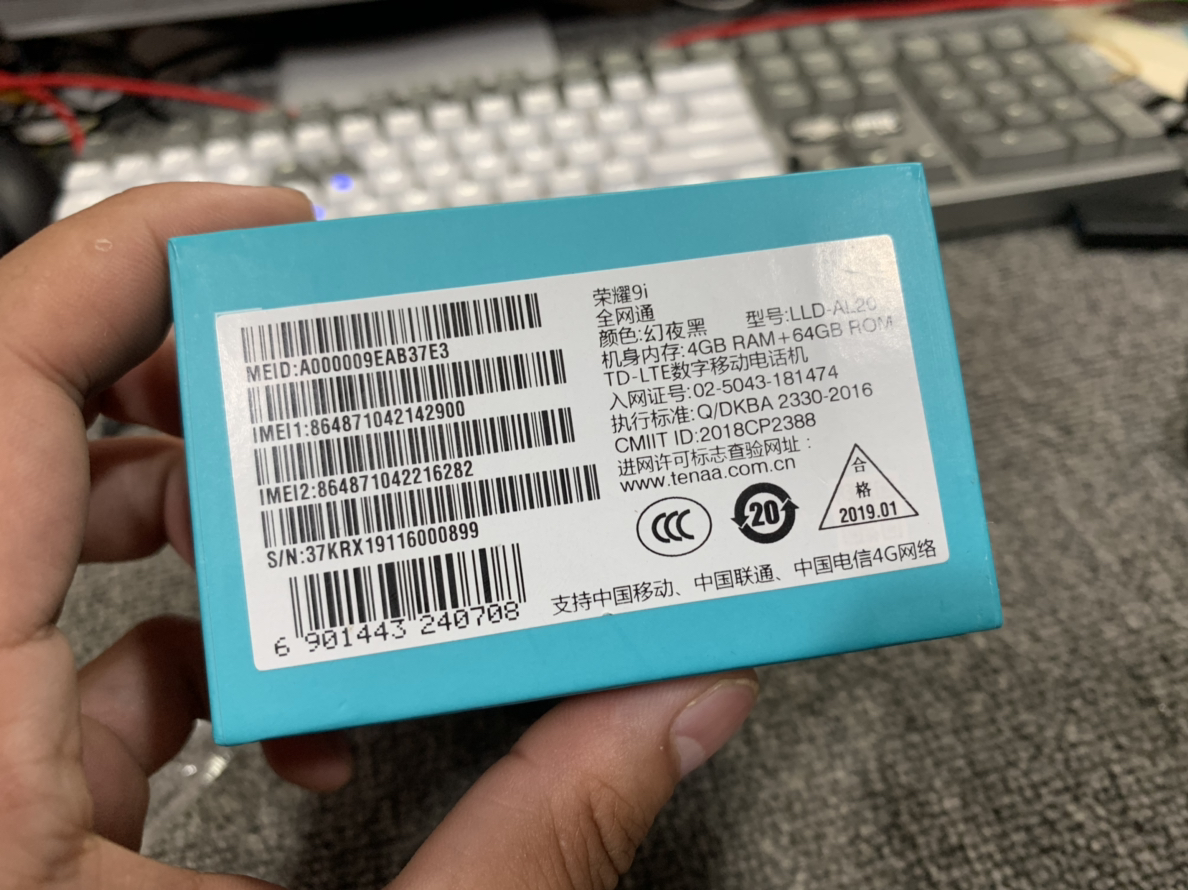 MEID:A000009EAB37E3
IMEI1:864871042142900
IMEI2:864871042216282
S/N:37KRX19116000899
6 901443 240708
荣耀9i
全网通
颜色:幻夜黑 型号:LLD-AL20
机身内存:4GB RAM+64GB ROM
TD-LTE数字移动电话机
入网证号:02-5043-181474
执行标准:Q/DKBA 2330-2016
CMIIT ID:2018CP2388
进网许可标志查验网址:
www.tenaa.com.cn
CCC
20
合
格
2019.01
支持中国移动、中国联通、中国电信4G网络